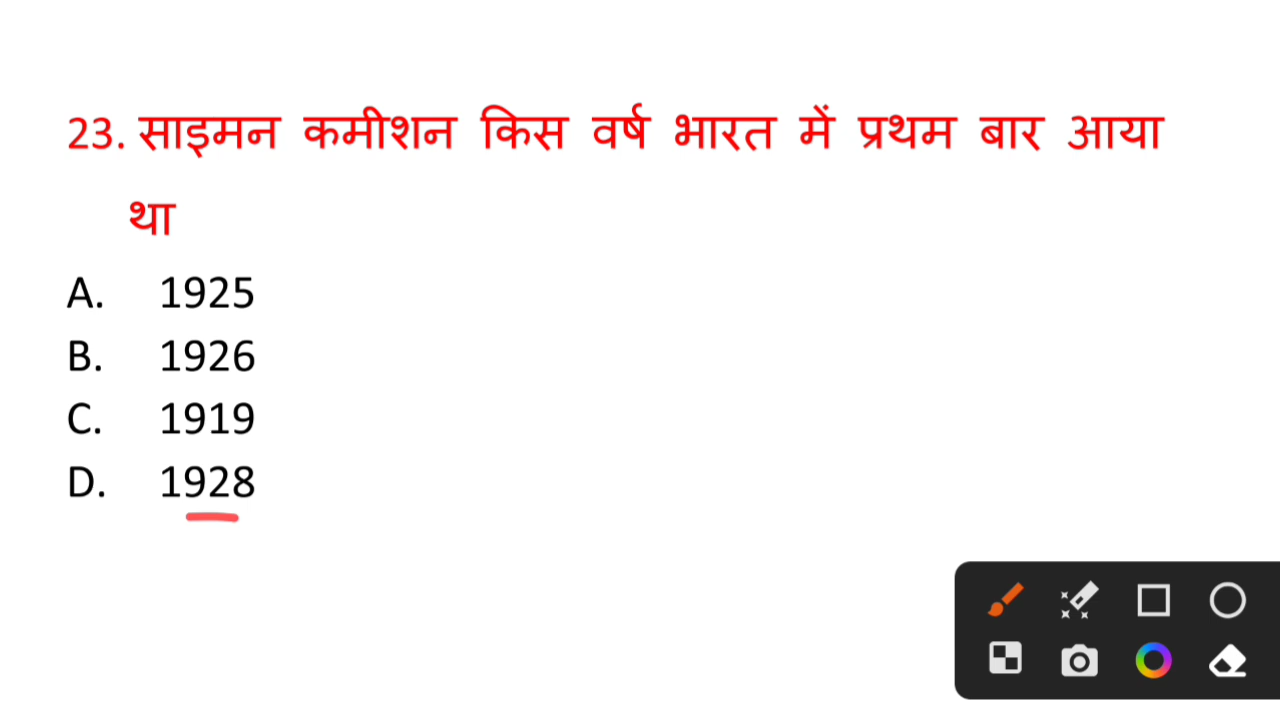 23. साइमन कमीशन किस वर्ष भारत में प्रथम बार आया
था
A. 1925
B. 1926
C. 1919
D. 1928